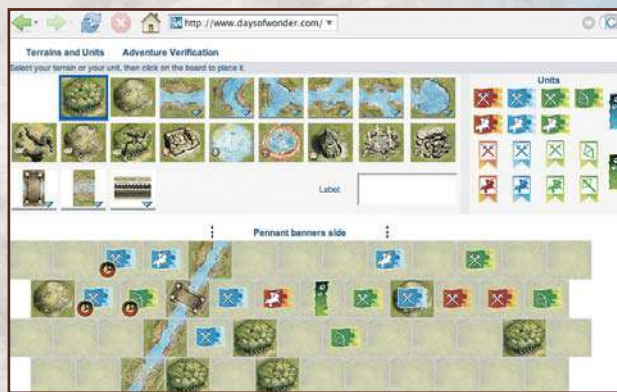 http://www.daysofwonder.com/
Terrains and Units Adventure Verification
Select your terrain or your unit, then click on the board to place it.
Units
Label
Pennant banners side